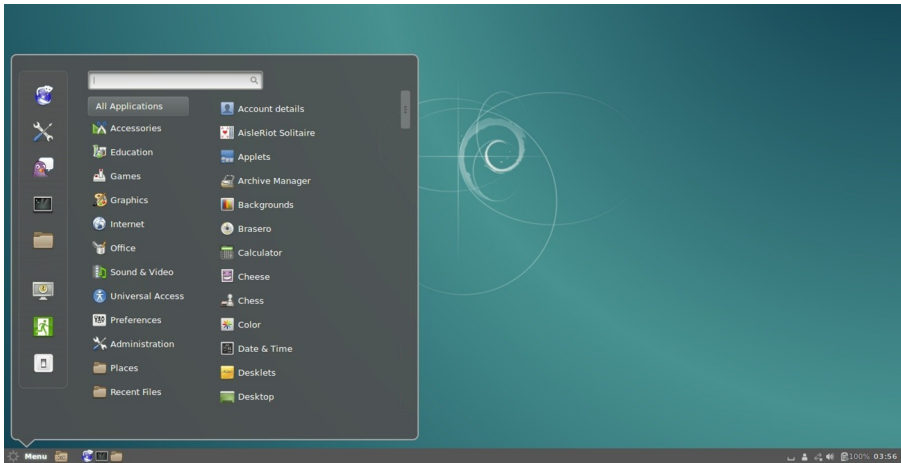 All Applications
Accessories
Education
Games
Graphics
Internet
Office
Sound & Video
Universal Access
Preferences
Administration
Places
Recent Files
Account details
AisleRiot Solitaire
Applets
Archive Manager
Backgrounds
Brasero
Calculator
Cheese
Chess
Color
Date & Time
Desklets
Desktop
Menu
100% 03:56